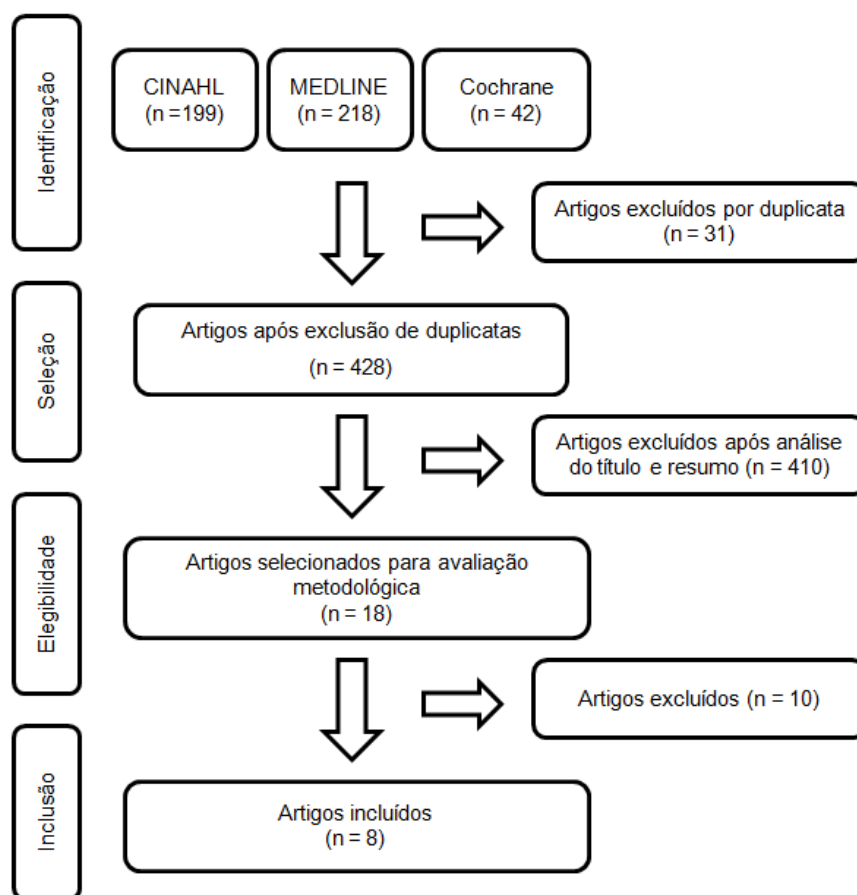 Identificação
CINAHL
(n =199)
MEDLINE
(n = 218)
Cochrane
(n = 42)
Artigos excluídos por duplicata
(n = 31)
Seleção
Artigos após exclusão de duplicatas
(n = 428)
Artigos excluídos após análise
do título e resumo (n = 410)
Elegibilidade
Artigos selecionados para avaliação
metodológica
(n = 18)
Artigos excluídos (n = 10)
Inclusão
Artigos incluídos
(n = 8)